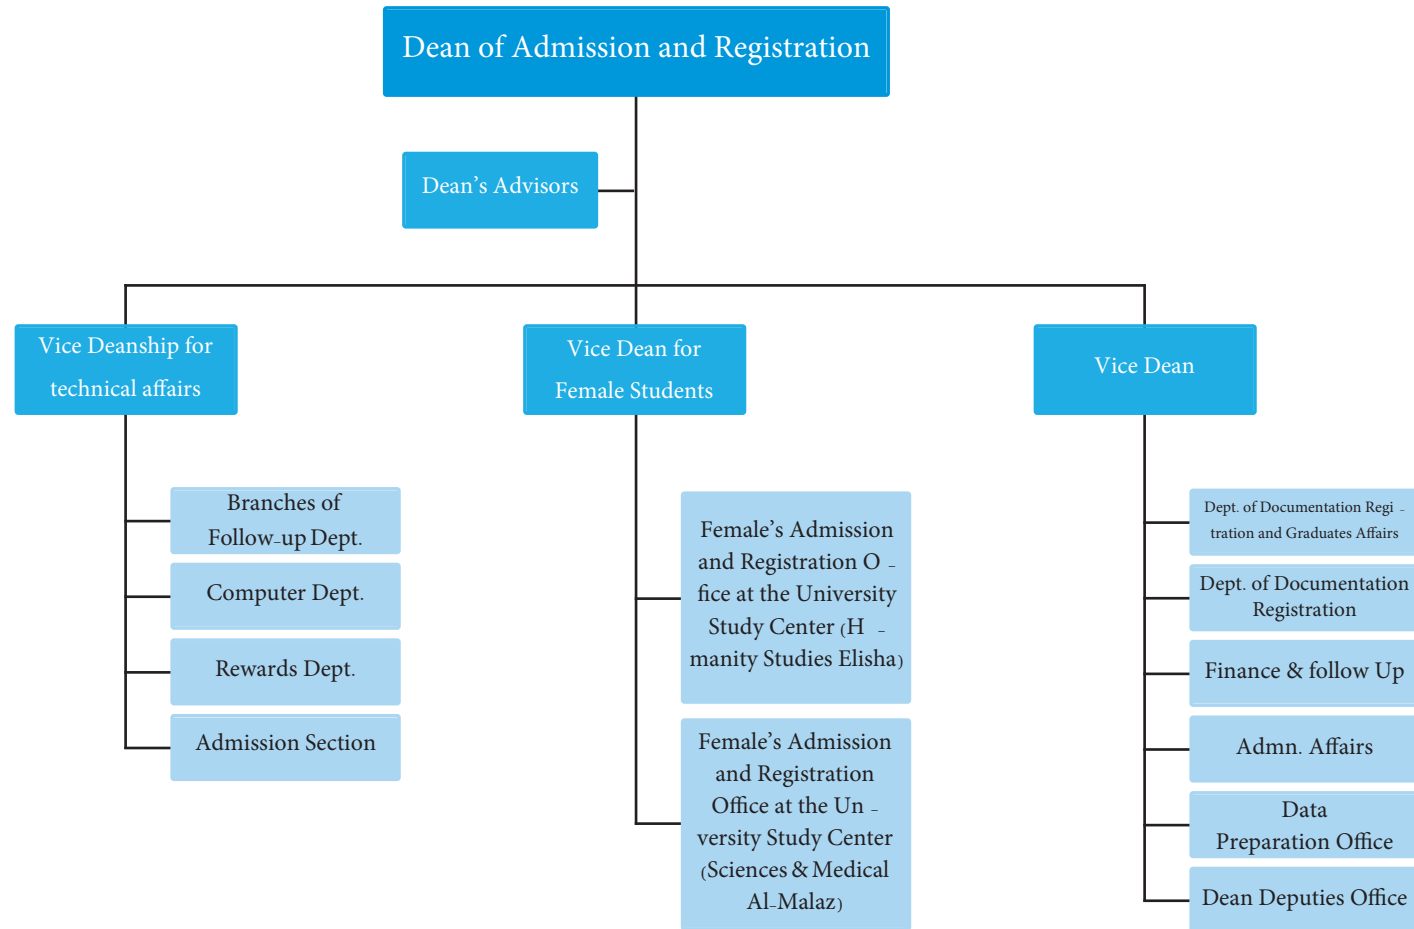 Dean of Admission and Registration
Dean’s Advisors
Vice Deanship for
technical affairs
Vice Dean for
Female Students
Vice Dean
Branches of
Follow-up Dept.
Computer Dept.
Rewards Dept.
Admission Section
Female’s Admission
and Registration O -
fice at the University
Study Center (H -
manity Studies Elisha)
Female’s Admission
and Registration
Office at the Un -
versity Study Center
(Sciences & Medical
Al-Malaz)
Dept. of Documentation Regi -
tration and Graduates Affairs
Dept. of Documentation
Registration
Finance & follow Up
Admn. Affairs
Data
Preparation Office
Dean Deputies Office